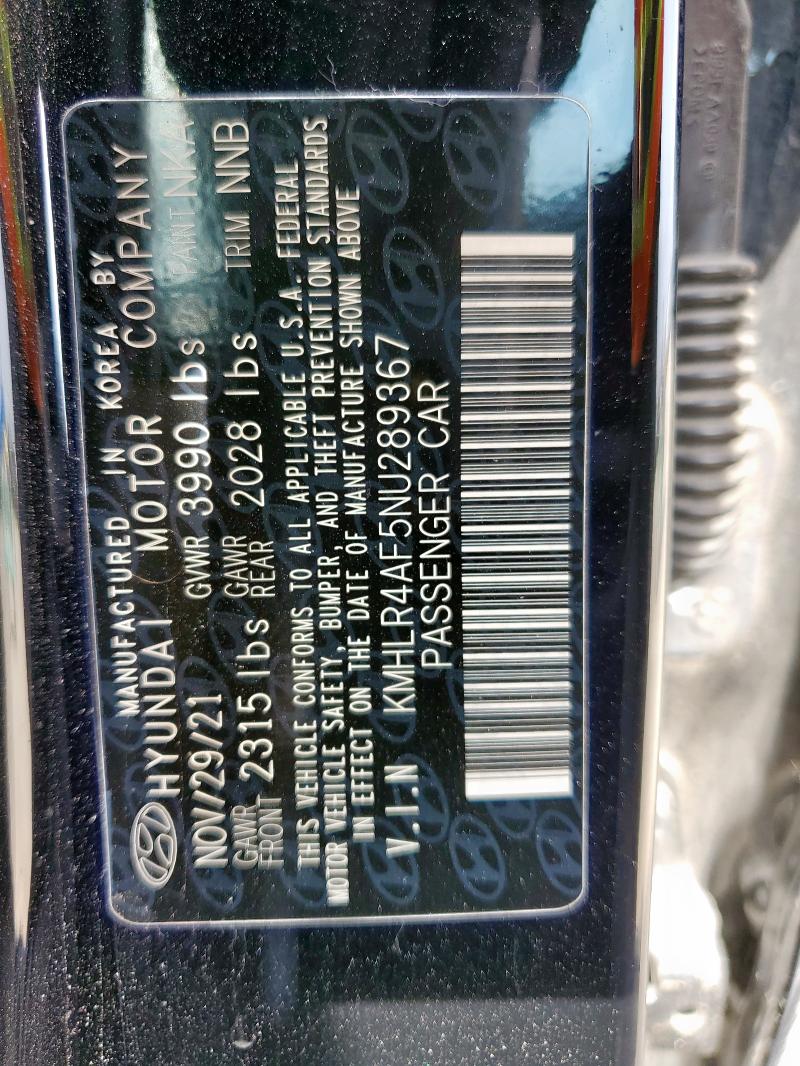 MANUFACTURED IN KOREA BY
HYUNDAI MOTOR COMPANY
NOV/29/21 GVWR 3990 lbs PAINT NKA
GAWR FRONT 2315 lbs GAWR REAR 2028 lbs TRIM NNB
THIS VEHICLE CONFORMS TO ALL APPLICABLE U.S.A. FEDERAL
MOTOR VEHICLE SAFETY, BUMPER, AND THEFT PREVENTION STANDARDS
IN EFFECT ON THE DATE OF MANUFACTURE SHOWN ABOVE
V.I.N KMHLR4AF5NU289367
PASSENGER CAR